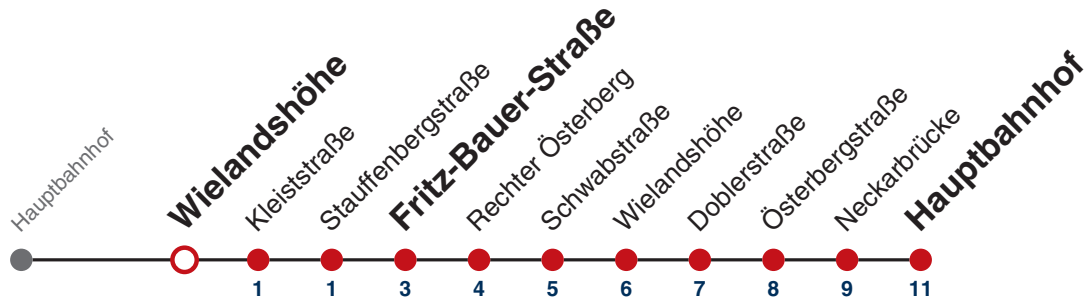 Hauptbahnhof
Wielandshöhe
Kleiststraße
Stauffenbergstraße
Fritz-Bauer-Straße
Rechter Österberg
Schwabstraße
Wielandshöhe
Doblerstraße
Österbergstraße
Neckarbrücke
Hauptbahnhof
1 1 3 4 5 6 7 8 9 11